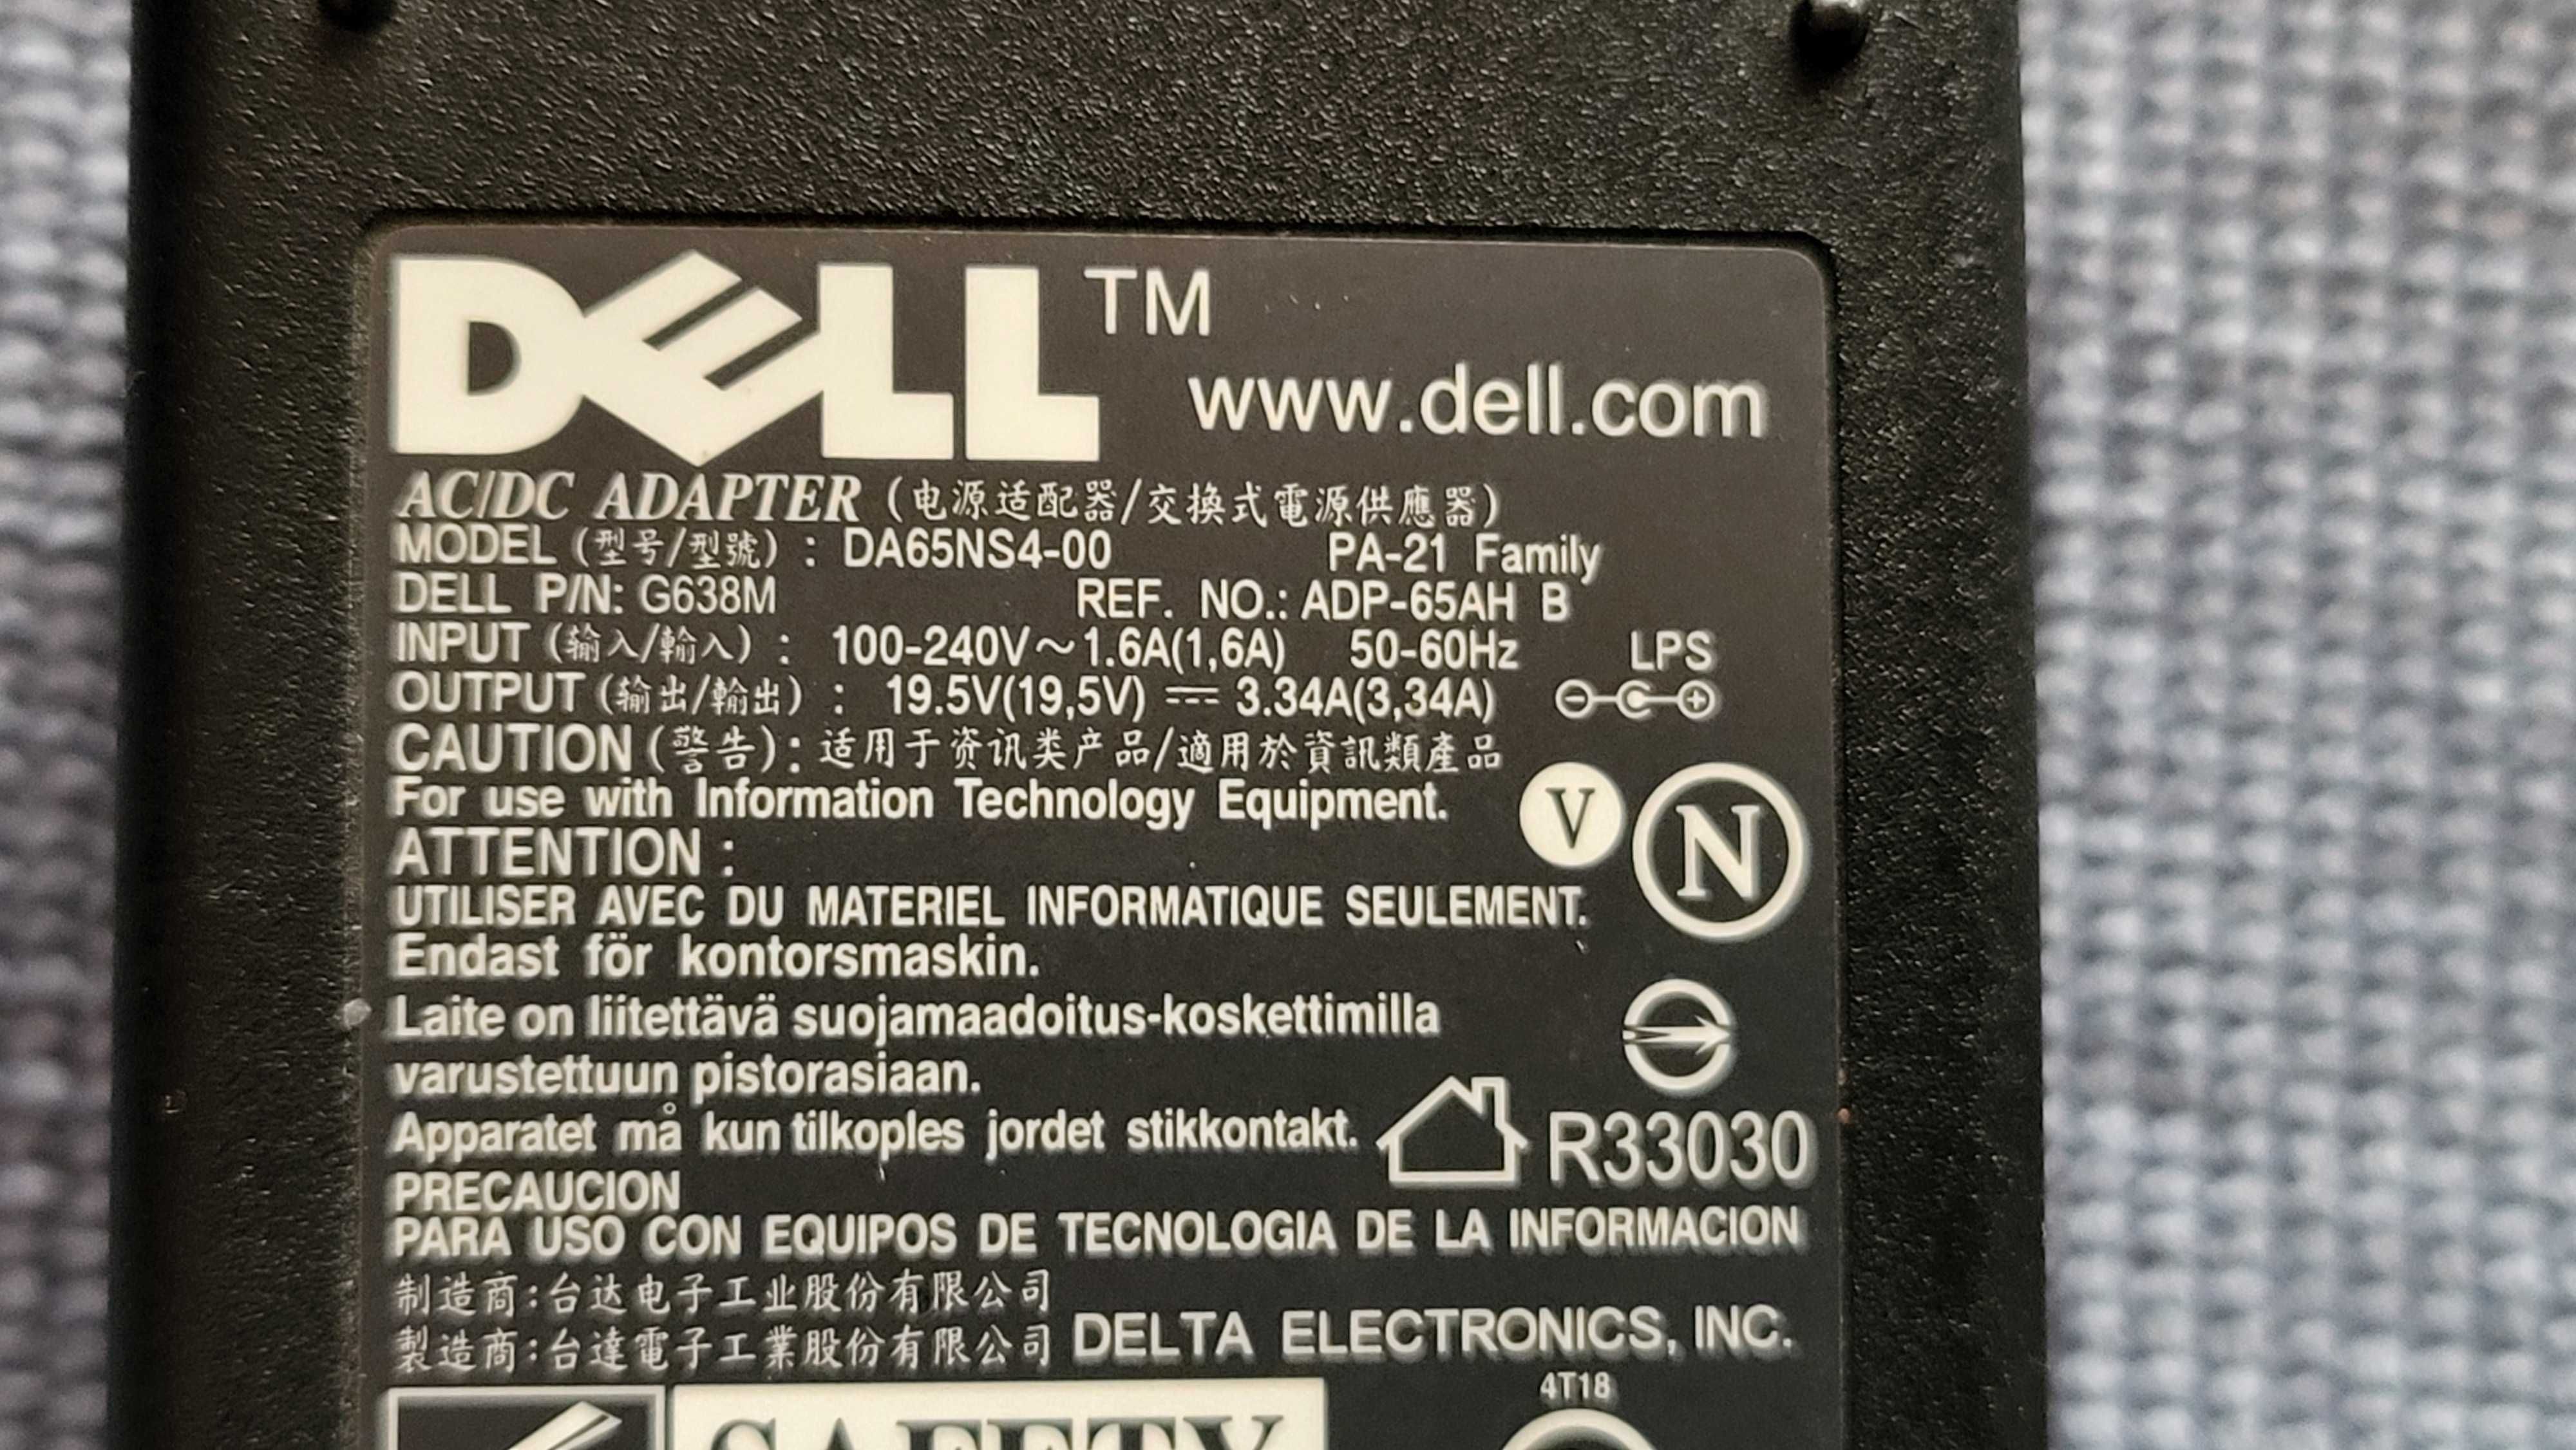 DELL™
www.dell.com
AC/DC ADAPTER (电源适配器/交換式電源供應器)
MODEL (型号/型號) : DA65NS4-00 PA-21 Family
DELL P/N: G638M REF. NO.: ADP-65AH B
INPUT (输入/輸入) : 100-240V~1.6A(1,6A) 50-60Hz LPS
OUTPUT (输出/輸出) : 19.5V(19,5V) ⎓ 3.34A(3,34A)
CAUTION (警告): 适用于资讯类产品/適用於資訊類產品
For use with Information Technology Equipment.
V N
ATTENTION :
UTILISER AVEC DU MATERIEL INFORMATIQUE SEULEMENT.
Endast för kontorsmaskin.
Laite on liitettävä suojamaadoitus-koskettimilla
varustettuun pistorasiaan.
Apparatet må kun tilkoples jordet stikkontakt.
R33030
PRECAUCION
PARA USO CON EQUIPOS DE TECNOLOGIA DE LA INFORMACION
制造商:台达电子工业股份有限公司
製造商:台達電子工業股份有限公司 DELTA ELECTRONICS, INC.
4T18
SAFETY